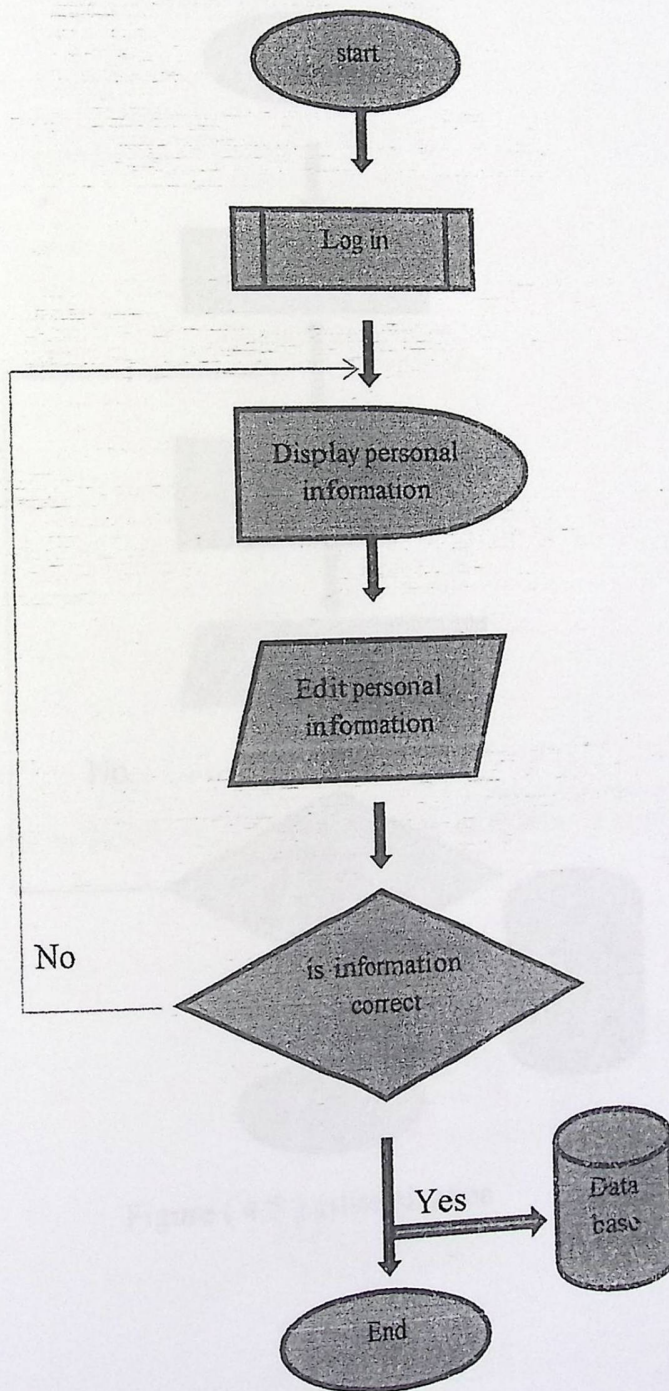 start
Log in
Display personal
information
Edit personal
information
No
is information
correct
Yes
Data
base
End